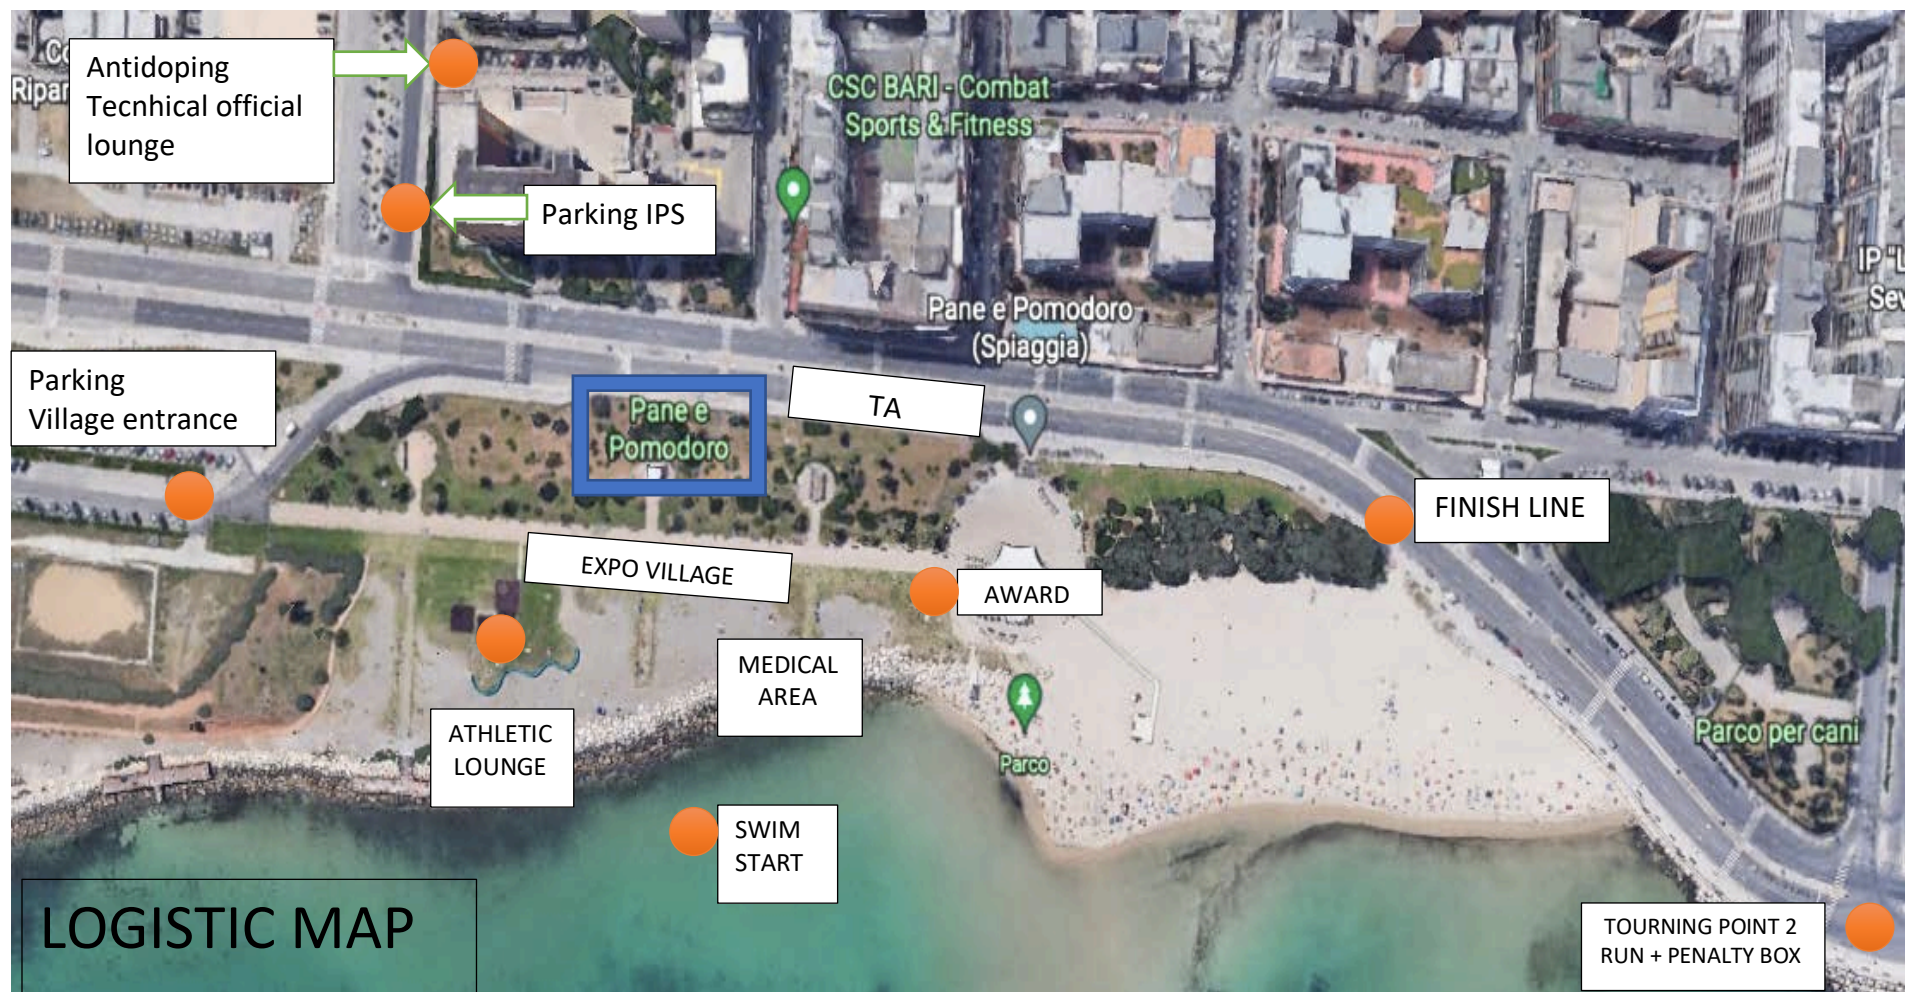 Antidoping
Tecnhical official
lounge
Parking IPS
CSC BARI - Combat
Sports & Fitness
Pane e Pomodoro
(Spiaggia)
Parking
Village entrance
Pane e
Pomodoro
TA
FINISH LINE
EXPO VILLAGE
AWARD
MEDICAL
AREA
ATHLETIC
LOUNGE
Parco
Parco per cani
SWIM
START
LOGISTIC MAP
TOURNING POINT 2
RUN + PENALTY BOX